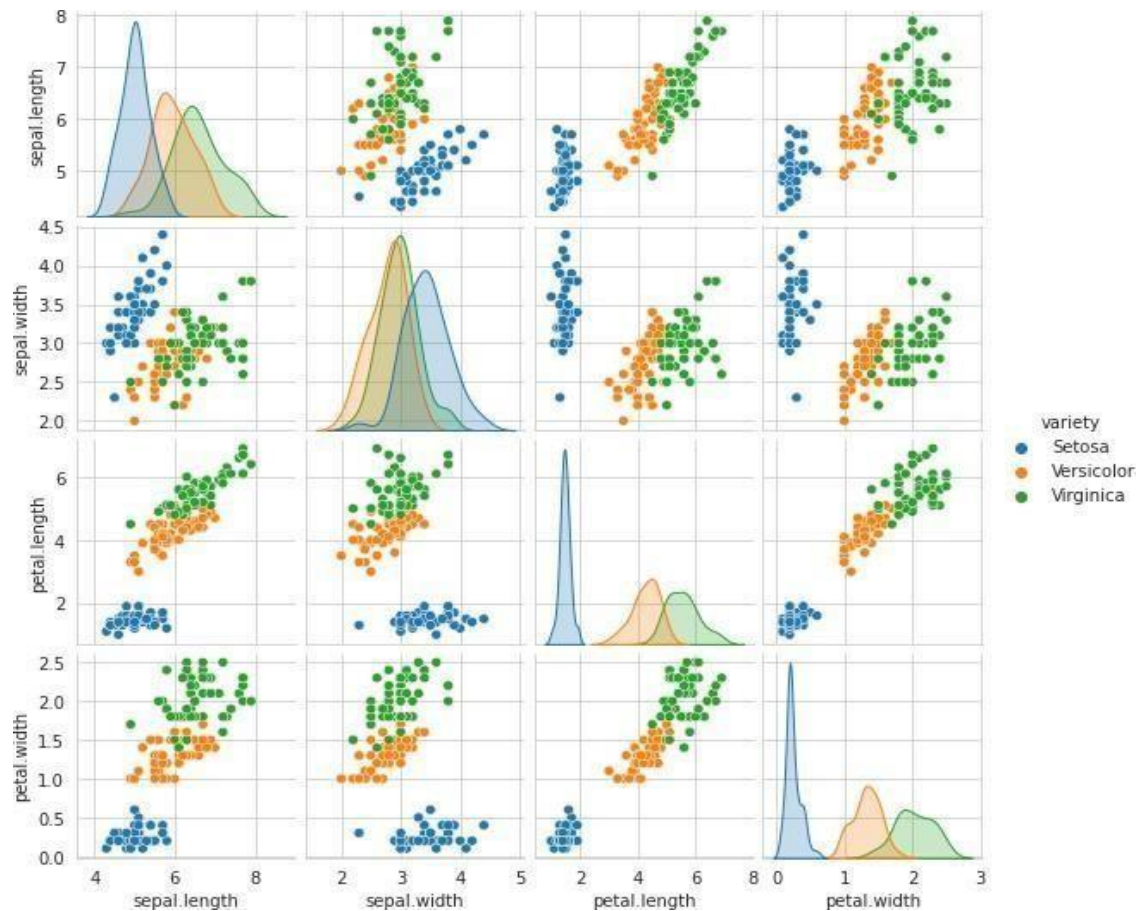 8
7
6
5
sepal.length
4.5
4.0
3.5
3.0
2.5
2.0
sepal.width
variety
Setosa
Versicolor
Virginica
6
4
2
petal.length
2.5
2.0
1.5
1.0
0.5
0.0
petal.width
4 6 8
2 3 4 5
2 4 6 8
0 1 2 3
sepal.length
sepal.width
petal.length
petal.width